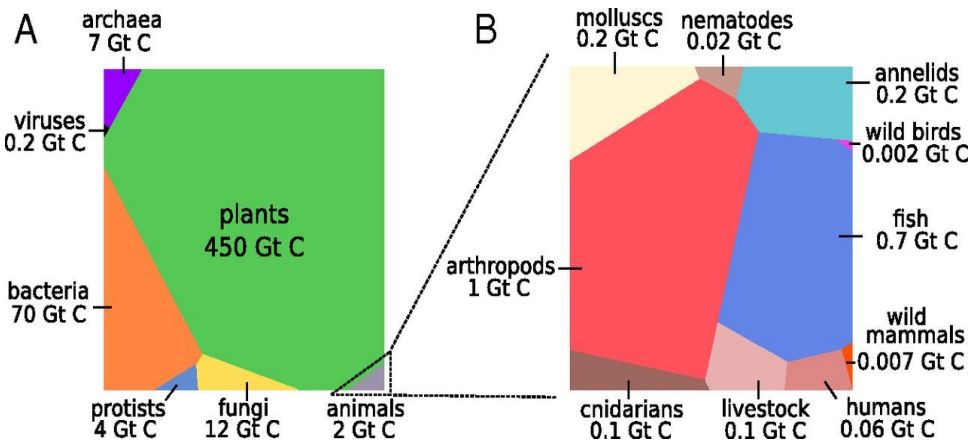 A
archaea
7 Gt C
viruses
0.2 Gt C
plants
450 Gt C
bacteria
70 Gt C
protists
4 Gt C
fungi
12 Gt C
animals
2 Gt C
B
molluscs
0.2 Gt C
nematodes
0.02 Gt C
annelids
0.2 Gt C
wild birds
0.002 Gt C
fish
0.7 Gt C
arthropods
1 Gt C
wild
mammals
0.007 Gt C
cnidarians
0.1 Gt C
livestock
0.1 Gt C
humans
0.06 Gt C